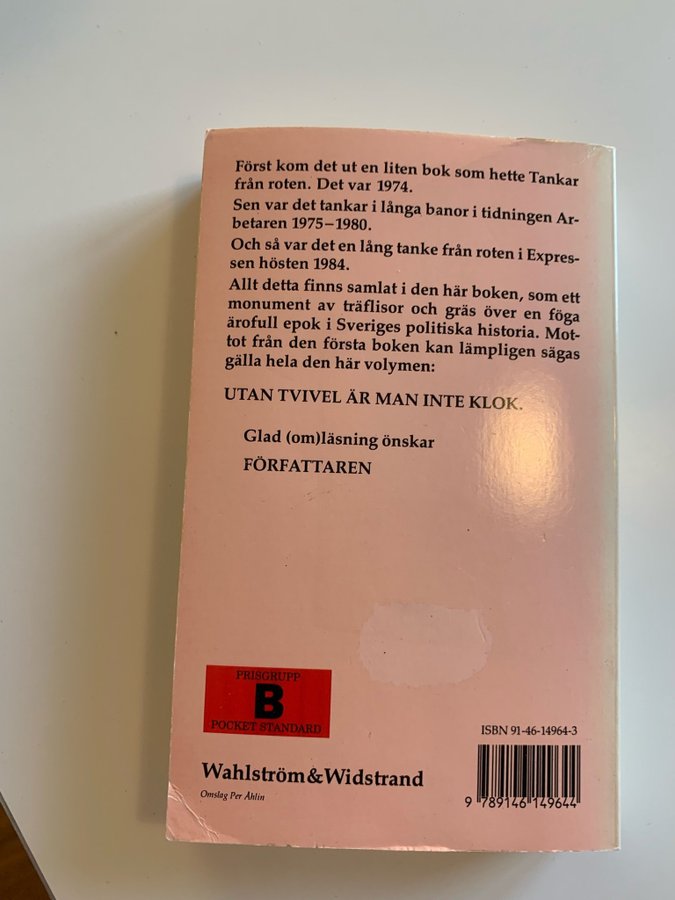 Först kom det ut en liten bok som hette Tankar
från roten. Det var 1974.
Sen var det tankar i långa banor i tidningen Ar-
betaren 1975–1980.
Och så var det en lång tanke från roten i Expres-
sen hösten 1984.
Allt detta finns samlat i den här boken, som ett
monument av träflisor och gräs över en föga
ärofull epok i Sveriges politiska historia. Mot-
tot från den första boken kan lämpligen sägas
gälla hela den här volymen:
UTAN TVIVEL ÄR MAN INTE KLOK.
Glad (om)läsning önskar
FÖRFATTAREN
PRISGRUPP
B
POCKET STANDARD
ISBN 91-46-14964-3
Wahlström&Widstrand
Omslag Per Åhlin
9 789146 149644